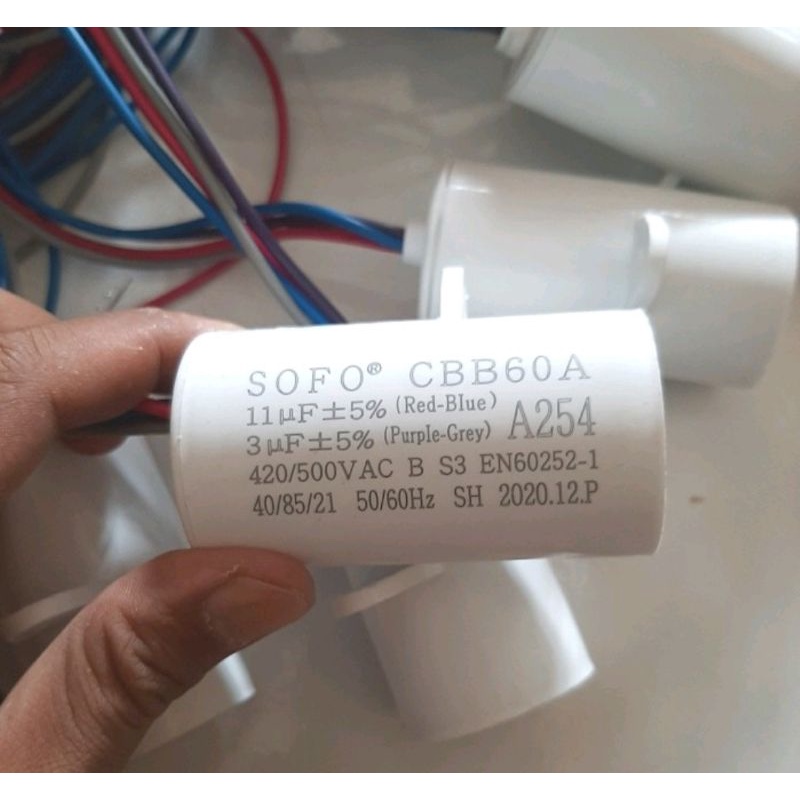 SOFO® CBB60A
11μF±5% (Red-Blue)
3μF±5% (Purple-Grey) A254
420/500VAC B S3 EN60252-1
40/85/21 50/60Hz SH 2020.12.P